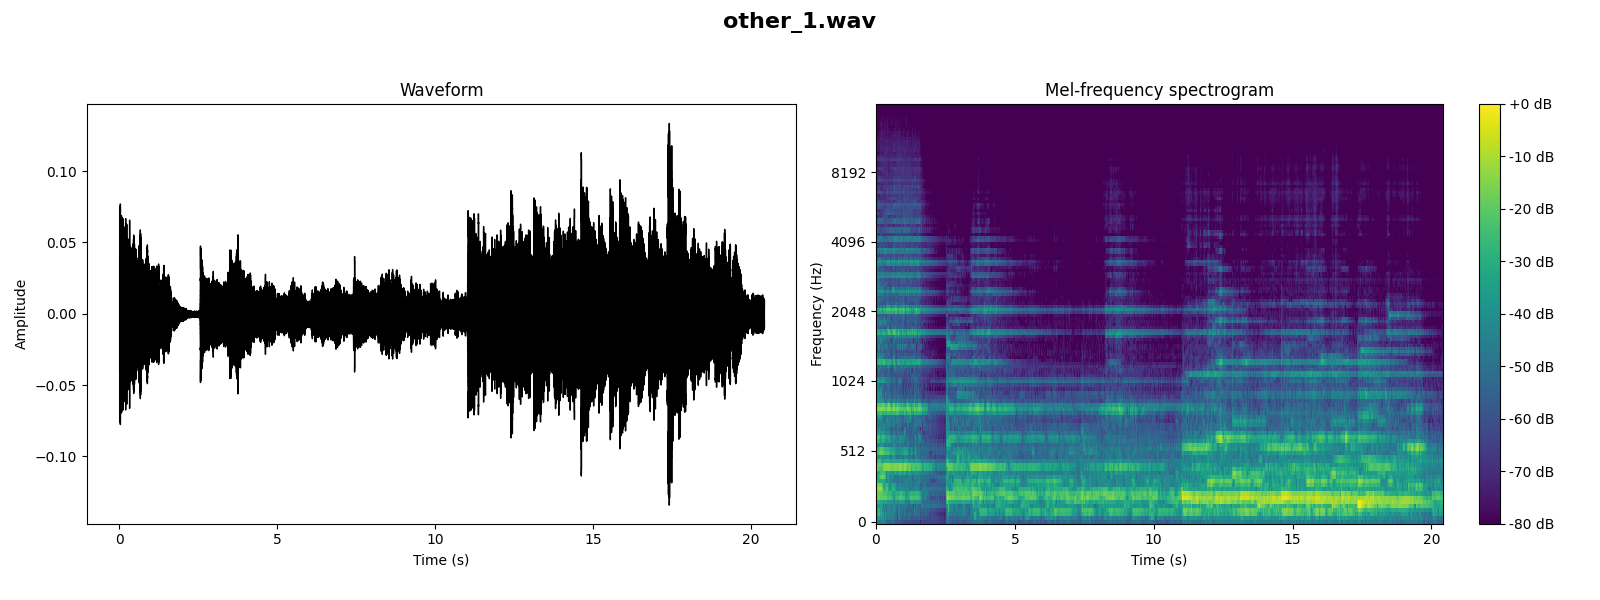 other_1.wav
Waveform
Amplitude
0.10
0.05
0.00
−0.05
−0.10
0 5 10 15 20
Time (s)
Mel-frequency spectrogram
Frequency (Hz)
8192
4096
2048
1024
512
0
0 5 10 15 20
Time (s)
+0 dB
-10 dB
-20 dB
-30 dB
-40 dB
-50 dB
-60 dB
-70 dB
-80 dB